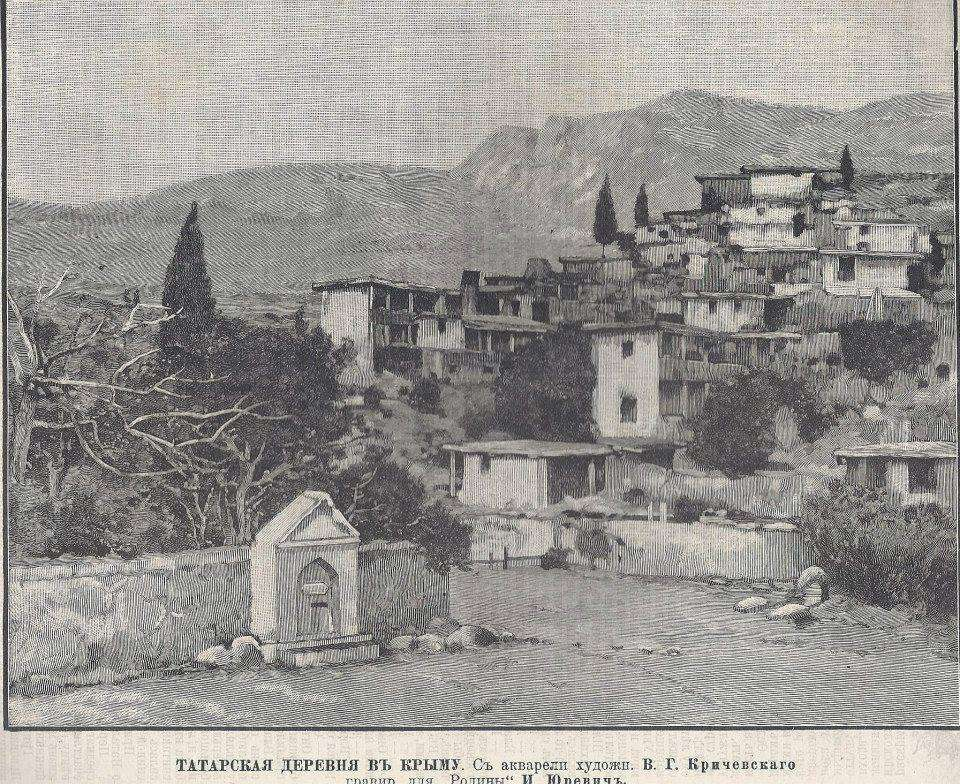 ТАТАРСКАЯ ДЕРЕВНЯ ВЪ КРЫМУ. Съ акварели художн. В. Г. Кричевскаго
гравир. для „Родины“ И. Юревичъ.